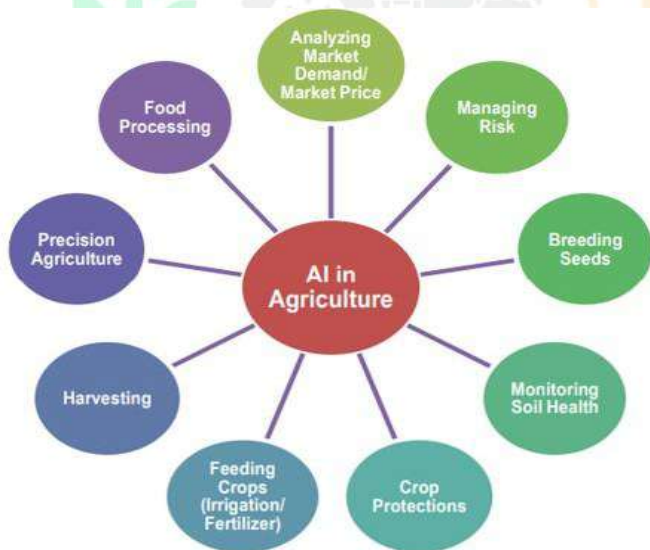 Analyzing
Market
Demand/
Market Price
Managing
Risk
Breeding
Seeds
Monitoring
Soil Health
Crop
Protections
Feeding
Crops
(Irrigation/
Fertilizer)
Harvesting
Precision
Agriculture
Food
Processing
AI in
Agriculture